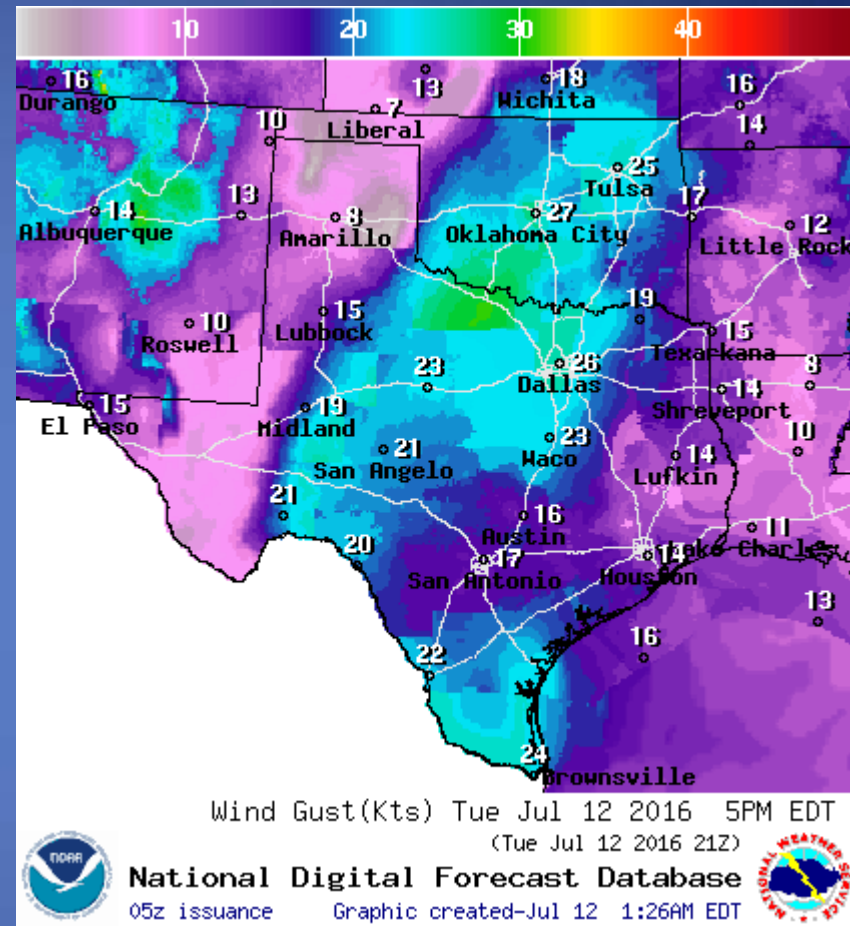 10 20 30 40
16 13 18 16
Durango Wichita
7
Liberal
10 14
25
Tulsa
14 13 8 27 17 12
Albuquerque Amarillo Oklahoma City Little Rock
10 15 19 15
Roswell Lubbock Texarkana
23 26 14 8
Dallas Shreveport
15 19
El Paso Midland
21 23 14 10
San Angelo Waco Lufkin
21 16 11
Austin
20 17 14 Lake Charles
San Antonio Houston
13
16
22
24
Brownsville
Wind Gust(Kts) Tue Jul 12 2016 5PM EDT
(Tue Jul 12 2016 21Z)
NOAA
National Digital Forecast Database
05z issuance Graphic created-Jul 12 1:26AM EDT
NATIONAL WEATHER SERVICE